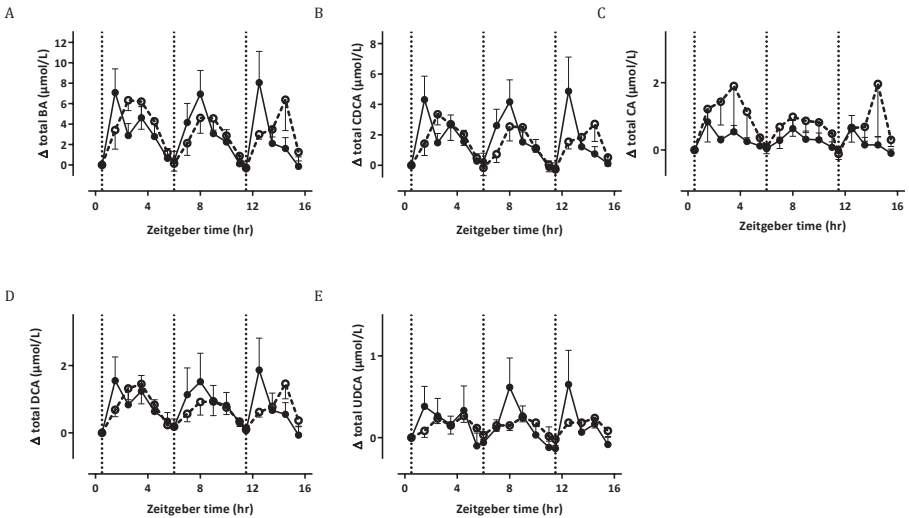 A
Δ total BA (μmol/L)
12
10
8
6
4
2
0
0 4 8 12 16
Zeitgeber time (hr)
B
Δ total CDCA (μmol/L)
8
6
4
2
0
0 4 8 12 16
Zeitgeber time (hr)
C
Δ total CA (μmol/L)
2
0
0 4 8 12 16
Zeitgeber time (hr)
D
Δ total DCA (μmol/L)
2
0
0 4 8 12 16
Zeitgeber time (hr)
E
Δ total UDCA (μmol/L)
1
0
0 4 8 12 16
Zeitgeber time (hr)